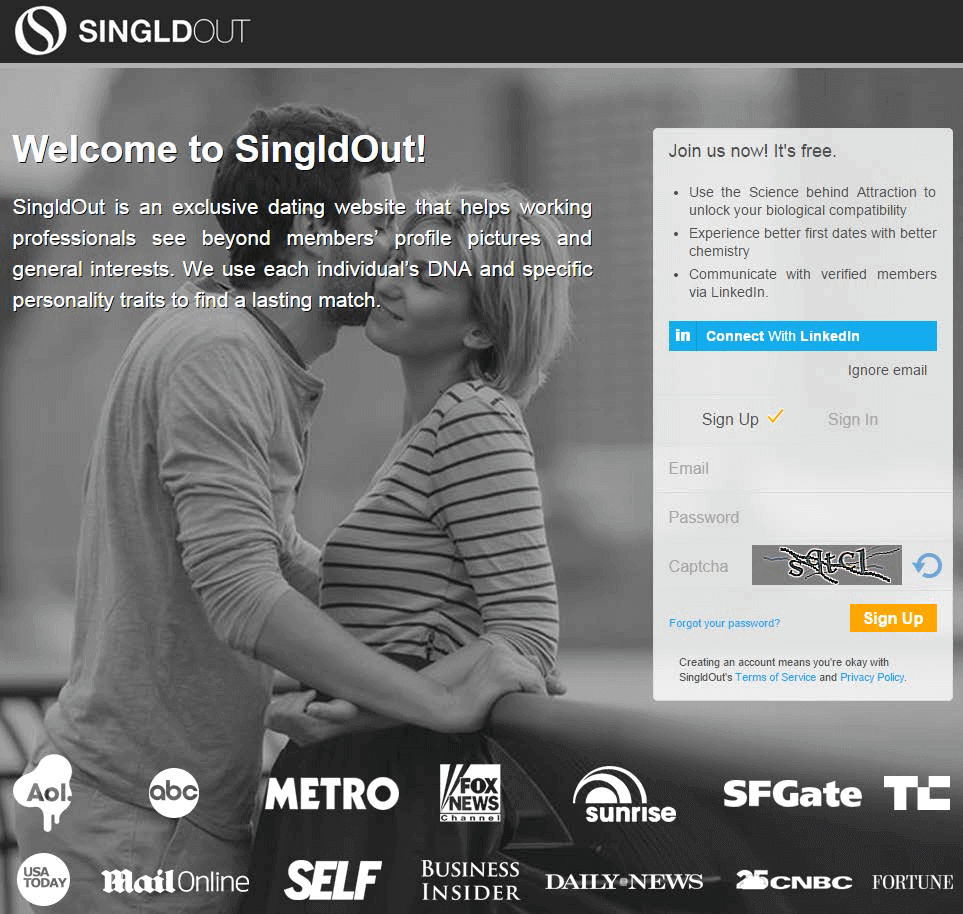 SINGLDOUT
Welcome to SingldOut!
SingldOut is an exclusive dating website that helps working
professionals see beyond members’ profile pictures and
general interests. We use each individual’s DNA and specific
personality traits to find a lasting match.
Join us now! It's free.
• Use the Science behind Attraction to
unlock your biological compatibility
• Experience better first dates with better
chemistry
• Communicate with verified members
via LinkedIn.
in Connect With LinkedIn
Ignore email
Sign Up Sign In
Email
Password
Captcha
Forgot your password? Sign Up
Creating an account means you're okay with
SingldOut's Terms of Service and Privacy Policy.
Aol. abc METRO FOX NEWS Channel sunrise SFGate TC
USA TODAY Mail Online SELF BUSINESS INSIDER DAILY NEWS 25 CNBC FORTUNE